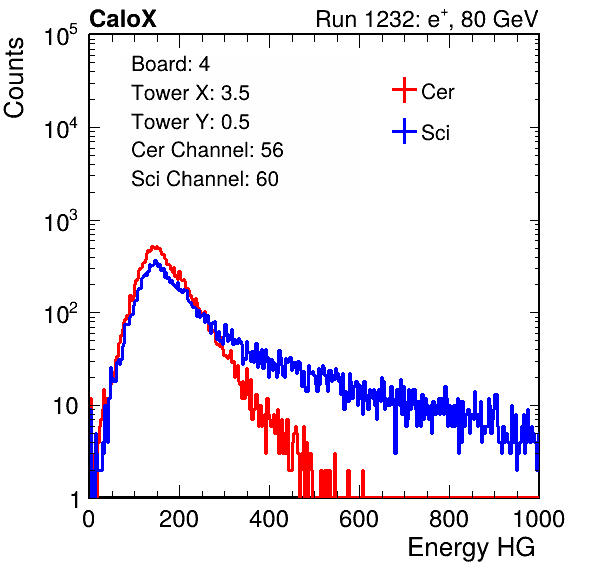 CaloX Run 1232: e⁺, 80 GeV
Counts
10⁵
10⁴
10³
10²
10
1
Board: 4
Tower X: 3.5
Tower Y: 0.5
Cer Channel: 56
Sci Channel: 60
Cer
Sci
0 200 400 600 800 1000
Energy HG